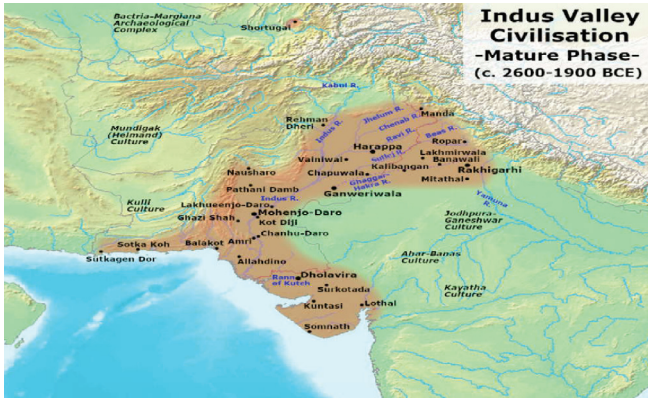 Indus Valley
Civilisation
-Mature Phase-
(c. 2600-1900 BCE)
Bactria-Margiana
Archaeological
Complex
Shortugai
Kabul R.
Mundigak
(Helmand)
Culture
Rehman
Dheri
Indus R.
Jhelum R.
Chenab R.
Ravi R.
Beas R.
Sutlej R.
Manda
Ropar
Harappa
Lakhmirwala
Vainiwal
Kalibangan
Banawali
Rakhigarhi
Nausharo
Chapuwala
Mitathal
Ghaggar-
Hakra R.
Pathani Damb
Ganweriwala
Yamuna
R.
Kulli
Culture
Indus R.
Lakhueenjo-Daro
Mohenjo-Daro
Ghazi Shah
Kot Diji
Jodhpura-
Ganeshwar
Culture
Chanhu-Daro
Amri
Sotka Koh
Balakot
Sutkagen Dor
Allahdino
Ahar-Banas
Culture
Dholavira
Rann
of Kutch
Surkotada
Kayatha
Culture
Kuntasi
Lothal
Somnath